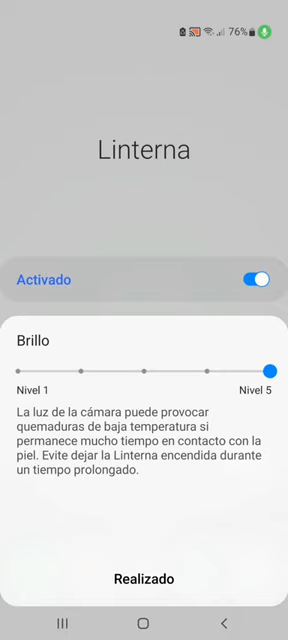 76%
Linterna
Activado
Brillo
Nivel 1 Nivel 5
La luz de la cámara puede provocar
quemaduras de baja temperatura si
permanece mucho tiempo en contacto con la
piel. Evite dejar la Linterna encendida durante
un tiempo prolongado.
Realizado